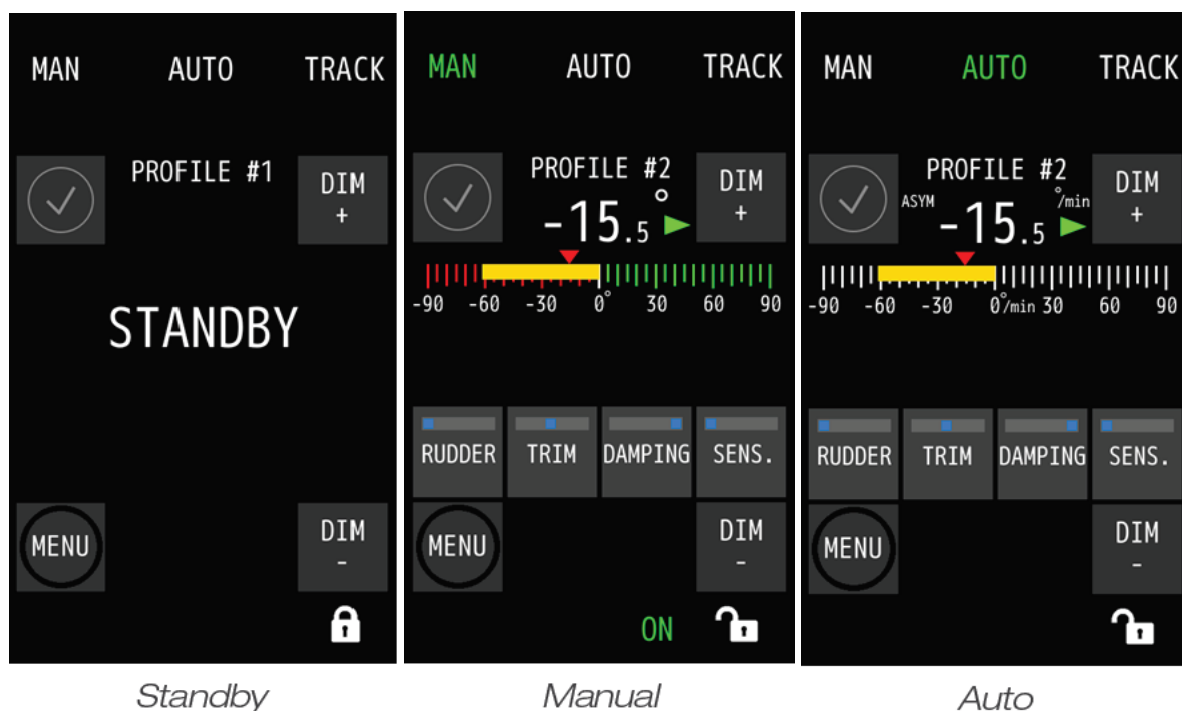 MAN AUTO TRACK
PROFILE #1
DIM
+
STANDBY
MENU
DIM
-
Standby
MAN AUTO TRACK
PROFILE #2
-15.5°
DIM
+
-90 -60 -30 0° 30 60 90
RUDDER TRIM DAMPING SENS.
MENU
DIM
-
ON
Manual
MAN AUTO TRACK
PROFILE #2
ASYM -15.5 °/min
DIM
+
-90 -60 -30 0°/min 30 60 90
RUDDER TRIM DAMPING SENS.
MENU
DIM
-
Auto